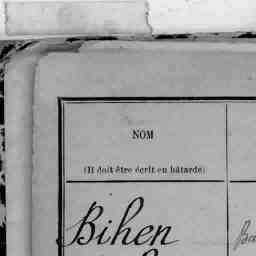 NOM
(Il doit être écrit en bâtarde)
Bihen